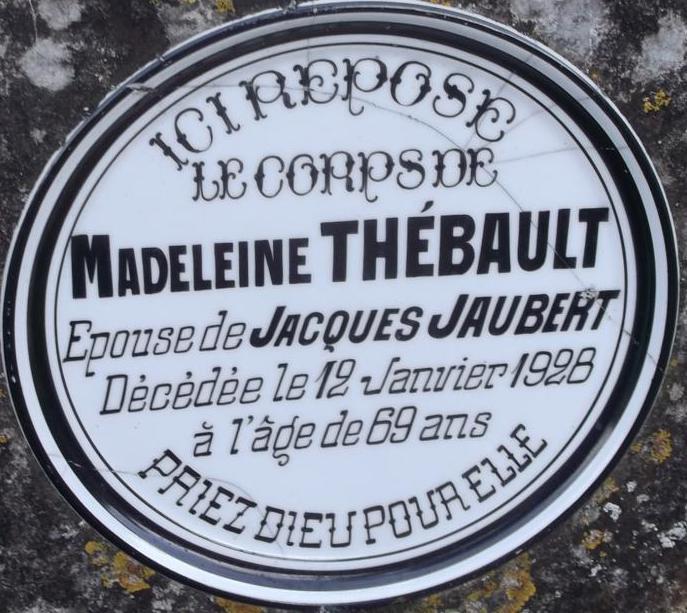 ICI REPOSE
LE CORPS DE
MADELEINE THÉBAULT
Epouse de JACQUES JAUBERT
Décédée le 12 Janvier 1928
à l'âge de 69 ans
PRIEZ DIEU POUR ELLE